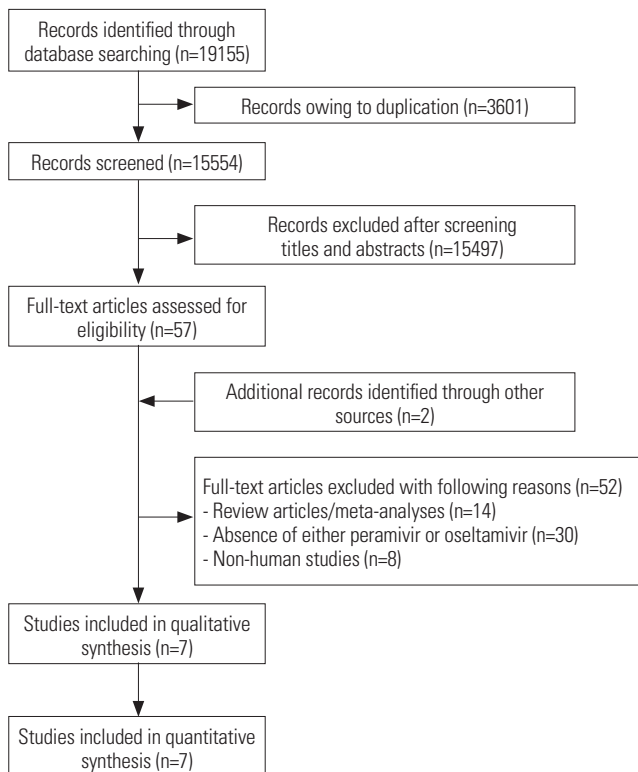 Records identified through
database searching (n=19155)
Records owing to duplication (n=3601)
Records screened (n=15554)
Records excluded after screening
titles and abstracts (n=15497)
Full-text articles assessed for
eligibility (n=57)
Additional records identified through other
sources (n=2)
Full-text articles excluded with following reasons (n=52)
- Review articles/meta-analyses (n=14)
- Absence of either peramivir or oseltamivir (n=30)
- Non-human studies (n=8)
Studies included in qualitative
synthesis (n=7)
Studies included in quantitative
synthesis (n=7)